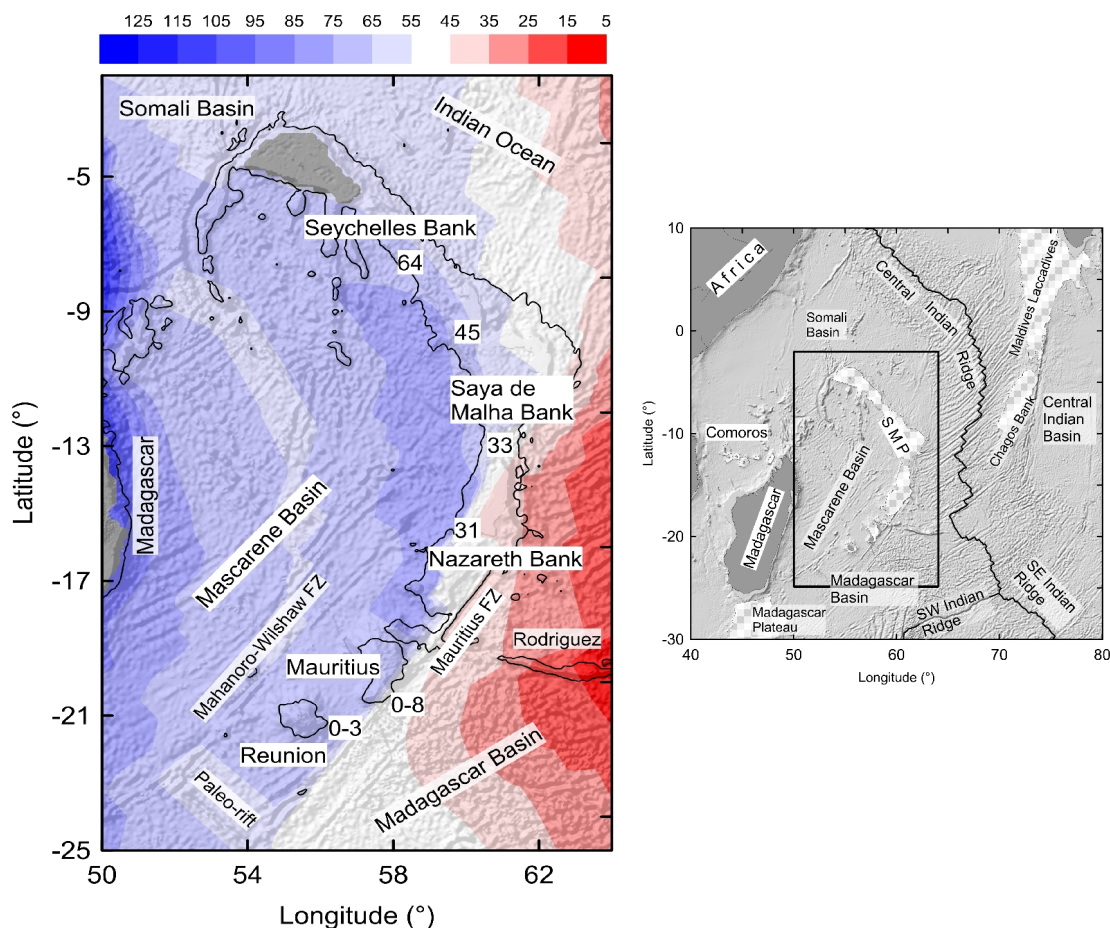 125 115 105 95 85 75 65 55 45 35 25 15 5
Somali Basin
Indian Ocean
-5
Seychelles Bank
64
-9
45
Saya de
Malha Bank
-13
33
Madagascar
Mascarene Basin
31
Nazareth Bank
-17
Mahanoro-Wilshaw FZ
Mauritius FZ
Rodriguez
Mauritius
0-8
-21
0-3
Reunion
Madagascar Basin
Paleo-rift
-25
50 54 58 62
Latitude (°)
Longitude (°)
10
Africa
Central Indian Ridge
Maldives Laccadives
Somali
Basin
0
Chagos Bank
Central
Indian
Basin
SMP
-10
Comoros
Mascarene Basin
Madagascar
-20
Madagascar
Basin
SE Indian
Ridge
SW Indian
Ridge
Madagascar
Plateau
-30
40 50 60 70 80
Latitude (°)
Longitude (°)